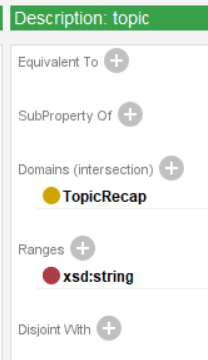 Description: topic
Equivalent To
SubProperty Of
Domains (intersection)
TopicRecap
Ranges
xsd:string
Disjoint With